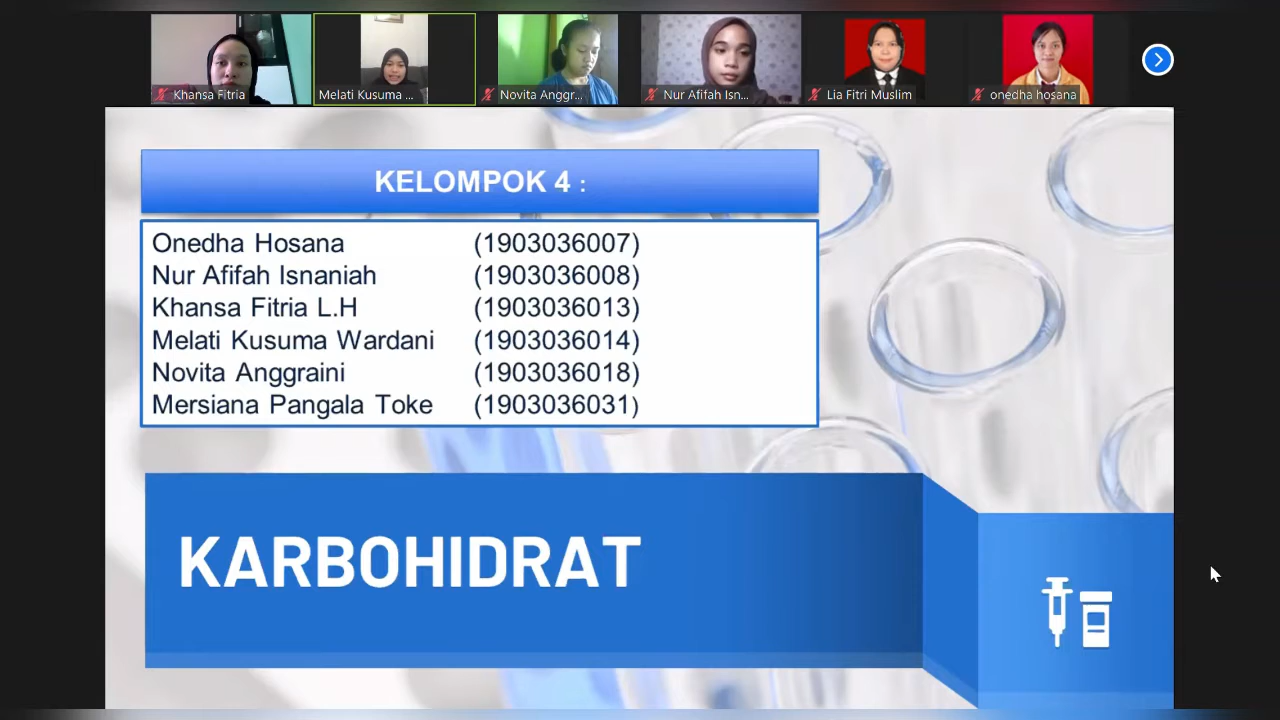 Khansa Fitria
Melati Kusuma ...
Novita Anggr...
Nur Afifah Isn...
Lia Fitri Muslim
onedha hosana
KELOMPOK 4 :
Onedha Hosana (1903036007)
Nur Afifah Isnaniah (1903036008)
Khansa Fitria L.H (1903036013)
Melati Kusuma Wardani (1903036014)
Novita Anggraini (1903036018)
Mersiana Pangala Toke (1903036031)
KARBOHIDRAT